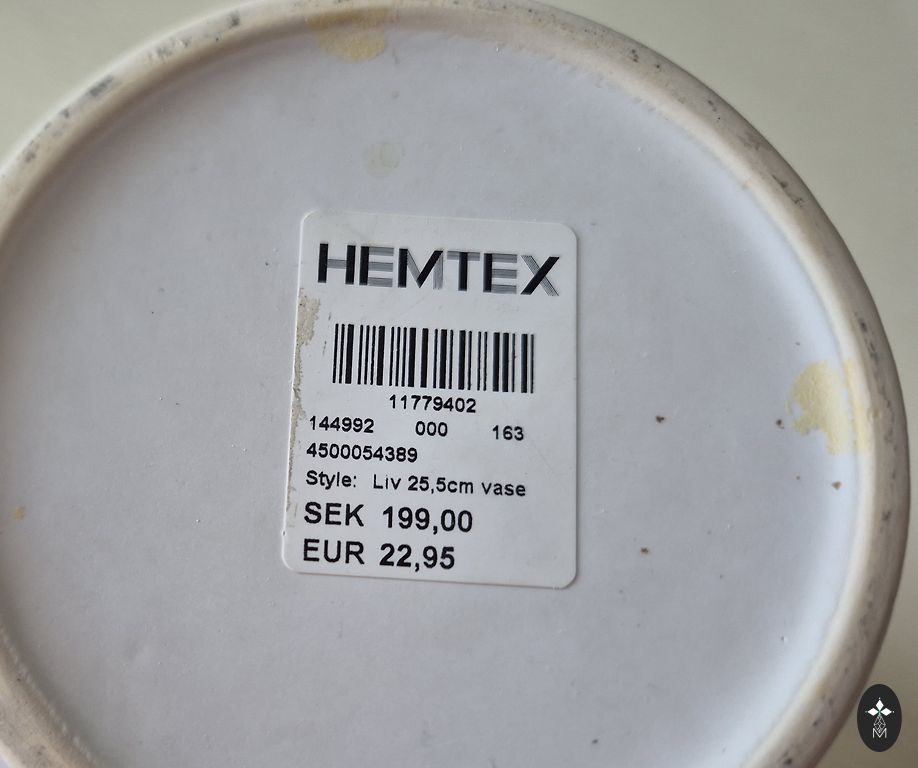 HEMTEX
11779402
144992 000 163
4500054389
Style: Liv 25,5cm vase
SEK 199,00
EUR 22,95
M